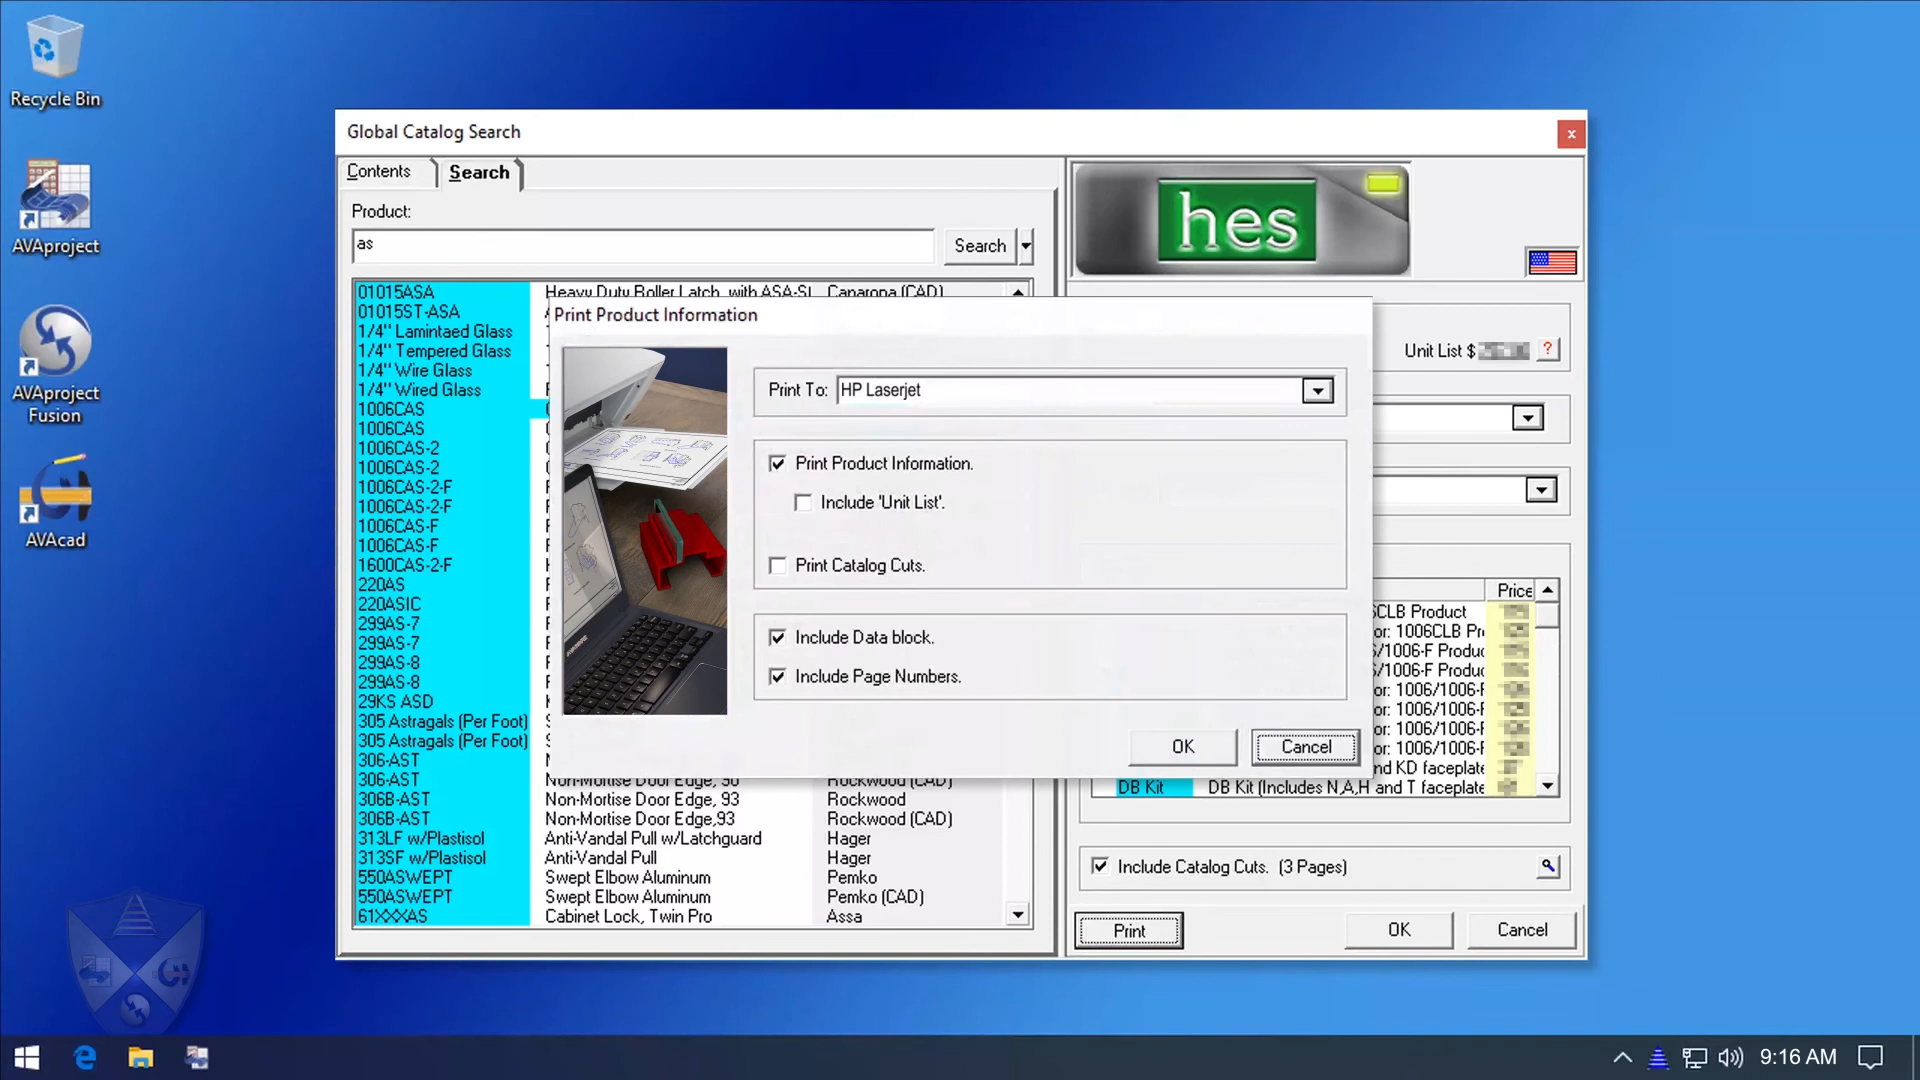 Recycle Bin
AVAproject
AVAproject
Fusion
AVAcad
Global Catalog Search
x
Contents
Search
Product:
as
Search
01015ASA Heavy Duty Roller Latch, with ASA-SL Canaropa (CAD)
01015ST-ASA
1/4" Lamintaed Glass
1/4" Tempered Glass
1/4" Wire Glass
1/4" Wired Glass
1006CAS
1006CAS
1006CAS-2
1006CAS-2
1006CAS-2-F
1006CAS-2-F
1006CAS-F
1006CAS-F
1600CAS-2-F
220AS
220ASIC
299AS-7
299AS-7
299AS-8
299AS-8
29KS ASD
305 Astragals (Per Foot)
305 Astragals (Per Foot)
306-AST
306-AST Non-Mortise Door Edge, Rockwood (CAD)
306B-AST Non-Mortise Door Edge, 93 Rockwood
306B-AST Non-Mortise Door Edge,93 Rockwood (CAD)
313LF w/Plastisol Anti-Vandal Pull w/Latchguard Hager
313SF w/Plastisol Anti-Vandal Pull Hager
550ASWEPT Swept Elbow Aluminum Pemko
550ASWEPT Swept Elbow Aluminum Pemko (CAD)
61XXXAS Cabinet Lock, Twin Pro Assa
Print Product Information
Print To: HP Laserjet
Print Product Information.
Include 'Unit List'.
Print Catalog Cuts.
Include Data block.
Include Page Numbers.
OK
Cancel
hes
Unit List $
?
Price
CLB Product
or: 1006CLB Pr
/1006-F Produc
/1006-F Produc
or: 1006/1006-F
or: 1006/1006-
or: 1006/1006-
or: 1006/1006-
nd KD faceplate
DB Kit DB Kit (Includes N,A,H and T faceplate
Include Catalog Cuts. (3 Pages)
Print
OK
Cancel
9:16 AM